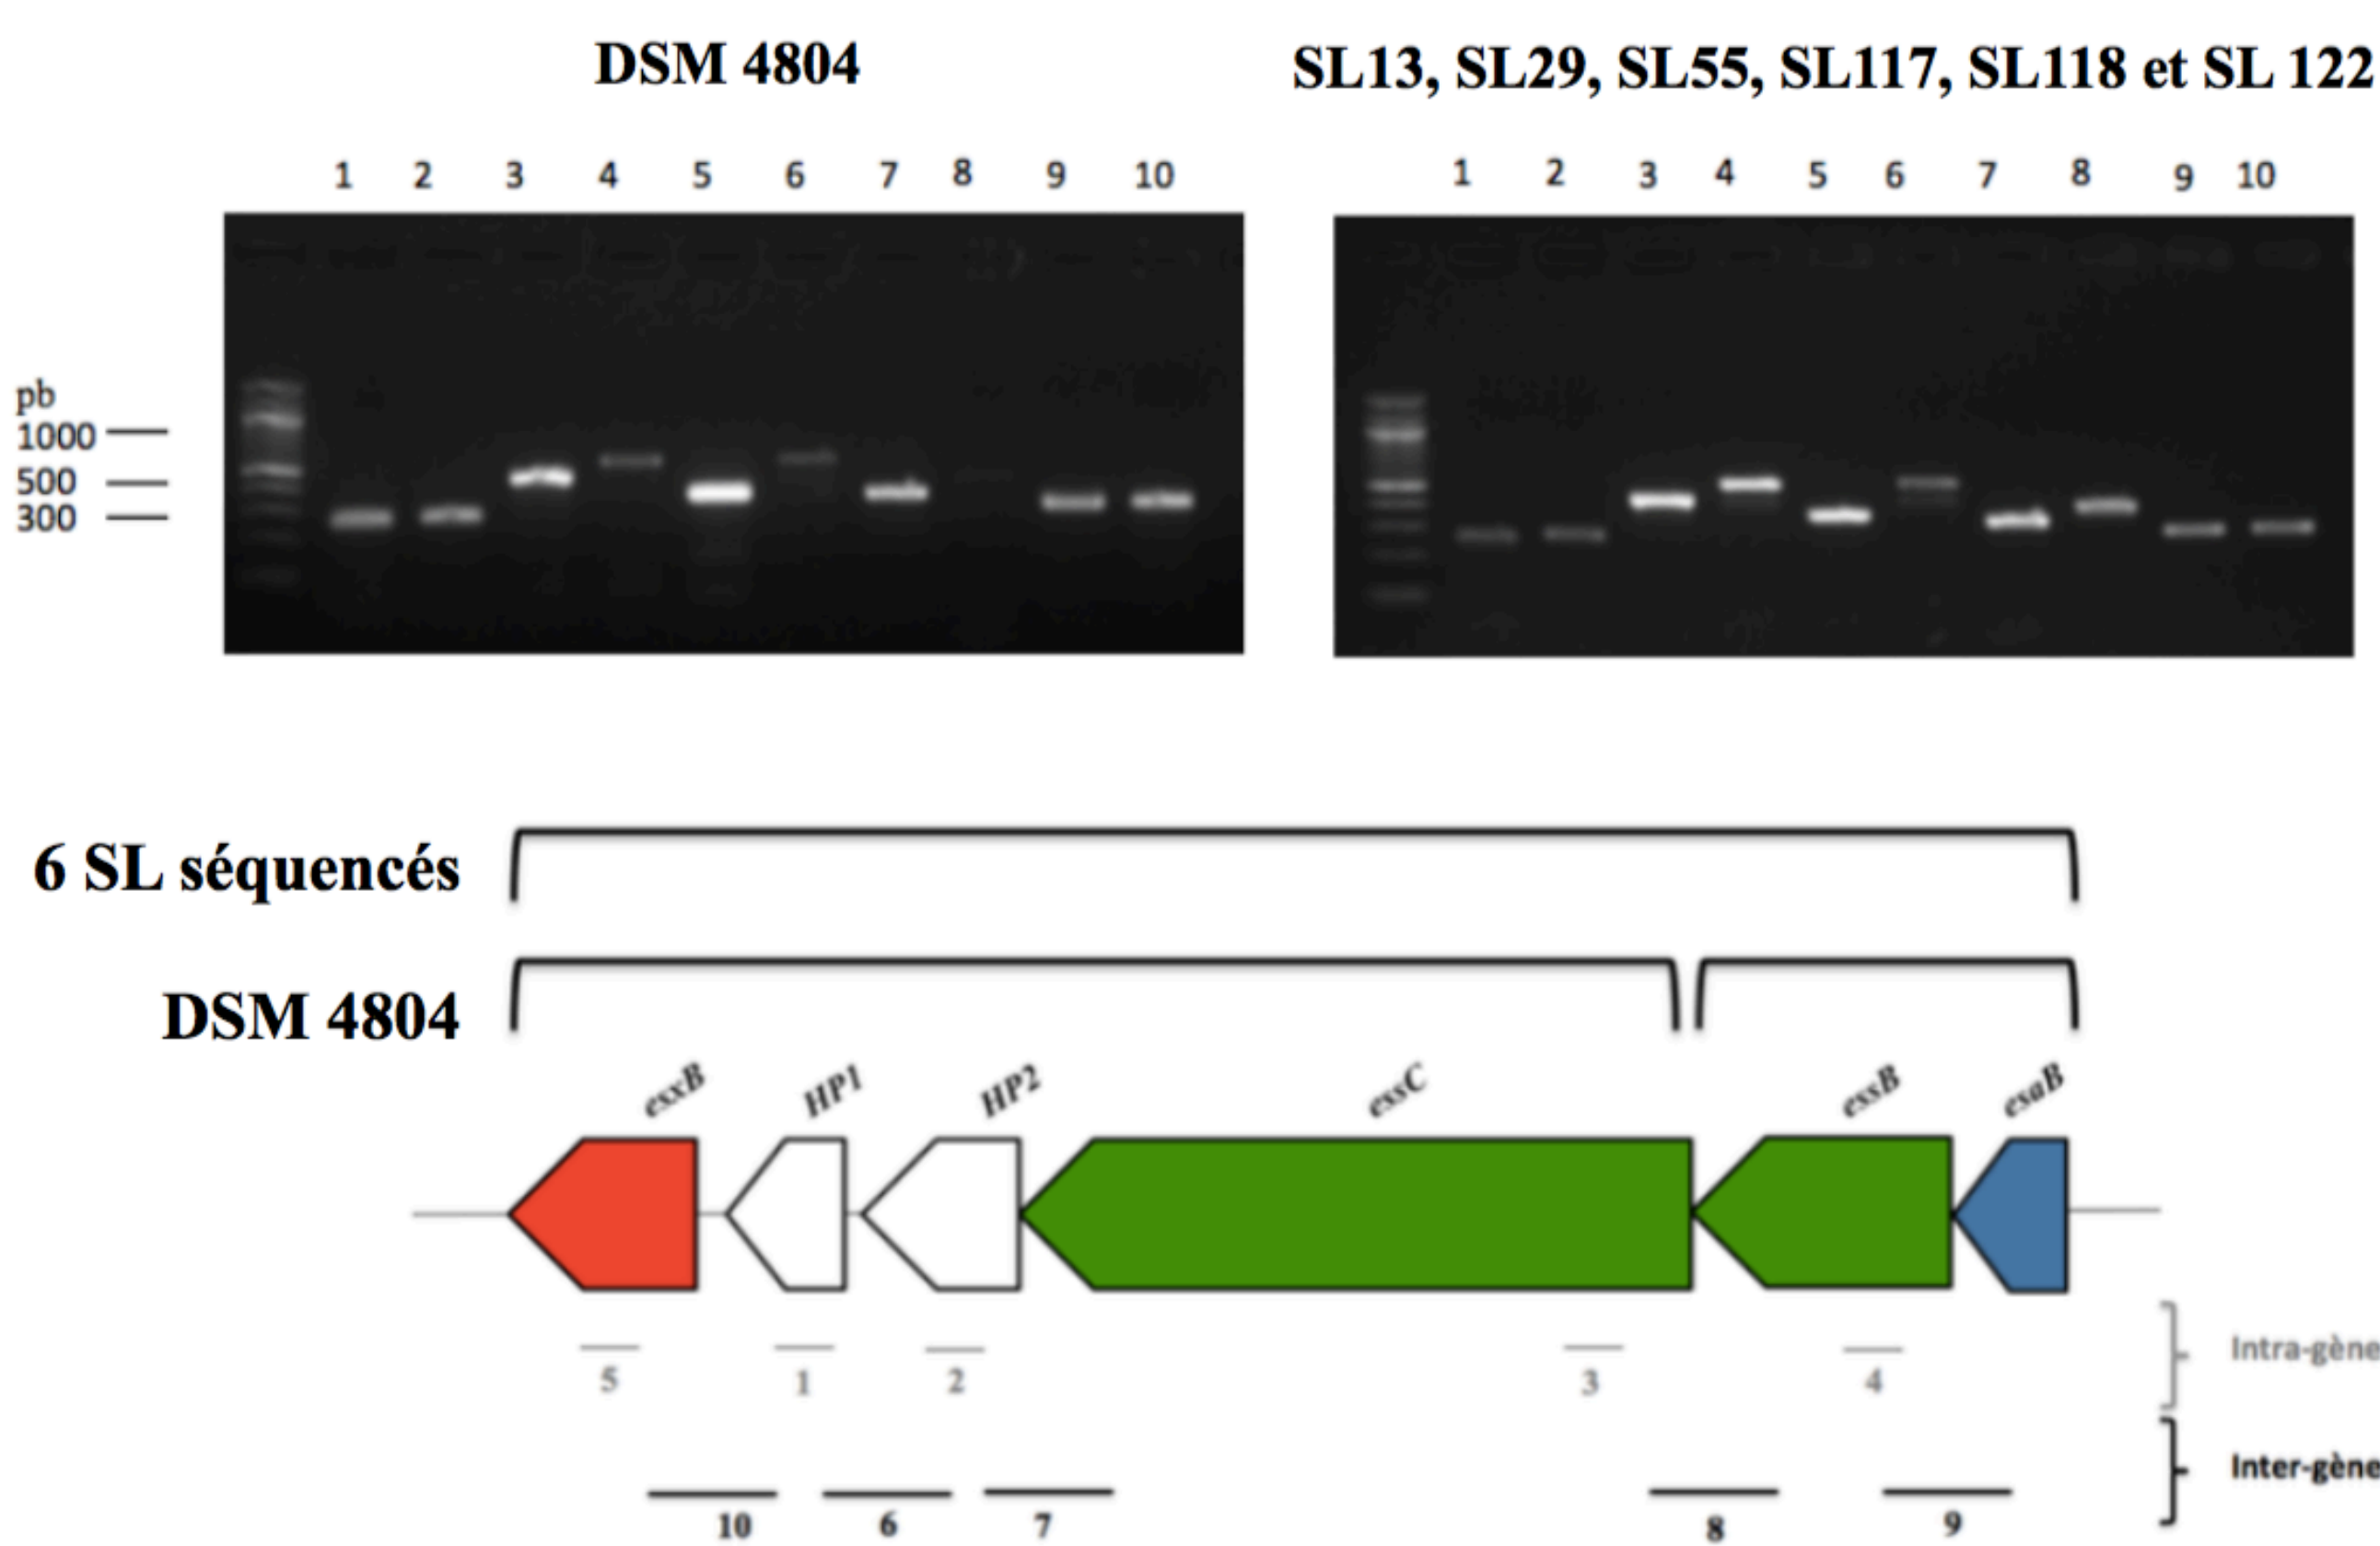 DSM 4804
SL13, SL29, SL55, SL117, SL118 et SL 122
1 2 3 4 5 6 7 8 9 10
1 2 3 4 5 6 7 8 9 10
pb
1000
500
300
6 SL séquencés
DSM 4804
esxB HP1 HP2 essC essB esaB
5 1 2 3 4
Intra-gène
10 6 7 8 9
Inter-gène